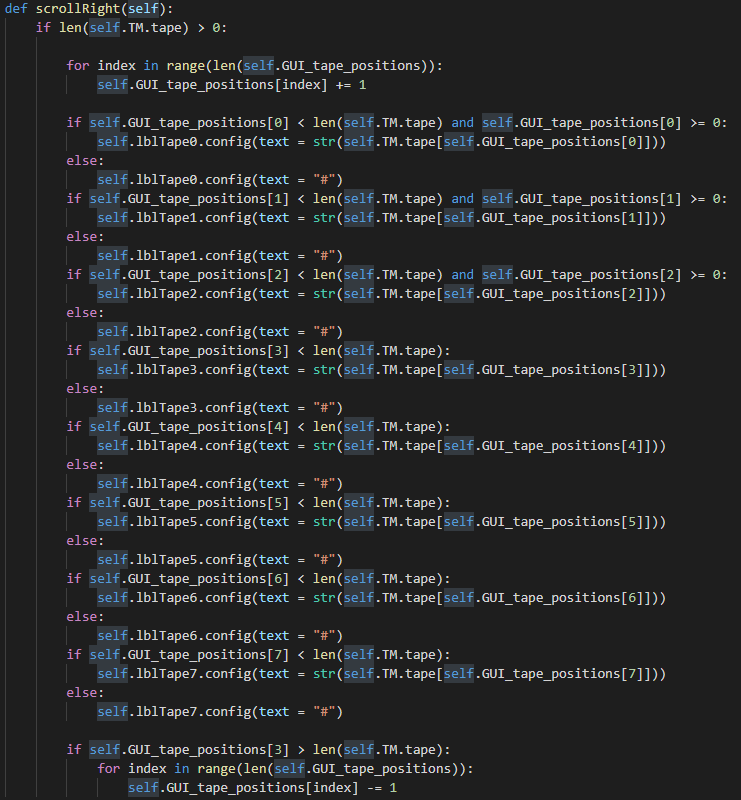 def scrollRight(self):
    if len(self.TM.tape) > 0:

        for index in range(len(self.GUI_tape_positions)):
            self.GUI_tape_positions[index] += 1

        if self.GUI_tape_positions[0] < len(self.TM.tape) and self.GUI_tape_positions[0] >= 0:
            self.lblTape0.config(text = str(self.TM.tape[self.GUI_tape_positions[0]]))
        else:
            self.lblTape0.config(text = "#")
        if self.GUI_tape_positions[1] < len(self.TM.tape) and self.GUI_tape_positions[1] >= 0:
            self.lblTape1.config(text = str(self.TM.tape[self.GUI_tape_positions[1]]))
        else:
            self.lblTape1.config(text = "#")
        if self.GUI_tape_positions[2] < len(self.TM.tape) and self.GUI_tape_positions[2] >= 0:
            self.lblTape2.config(text = str(self.TM.tape[self.GUI_tape_positions[2]]))
        else:
            self.lblTape2.config(text = "#")
        if self.GUI_tape_positions[3] < len(self.TM.tape):
            self.lblTape3.config(text = str(self.TM.tape[self.GUI_tape_positions[3]]))
        else:
            self.lblTape3.config(text = "#")
        if self.GUI_tape_positions[4] < len(self.TM.tape):
            self.lblTape4.config(text = str(self.TM.tape[self.GUI_tape_positions[4]]))
        else:
            self.lblTape4.config(text = "#")
        if self.GUI_tape_positions[5] < len(self.TM.tape):
            self.lblTape5.config(text = str(self.TM.tape[self.GUI_tape_positions[5]]))
        else:
            self.lblTape5.config(text = "#")
        if self.GUI_tape_positions[6] < len(self.TM.tape):
            self.lblTape6.config(text = str(self.TM.tape[self.GUI_tape_positions[6]]))
        else:
            self.lblTape6.config(text = "#")
        if self.GUI_tape_positions[7] < len(self.TM.tape):
            self.lblTape7.config(text = str(self.TM.tape[self.GUI_tape_positions[7]]))
        else:
            self.lblTape7.config(text = "#")

        if self.GUI_tape_positions[3] > len(self.TM.tape):
            for index in range(len(self.GUI_tape_positions)):
                self.GUI_tape_positions[index] -= 1